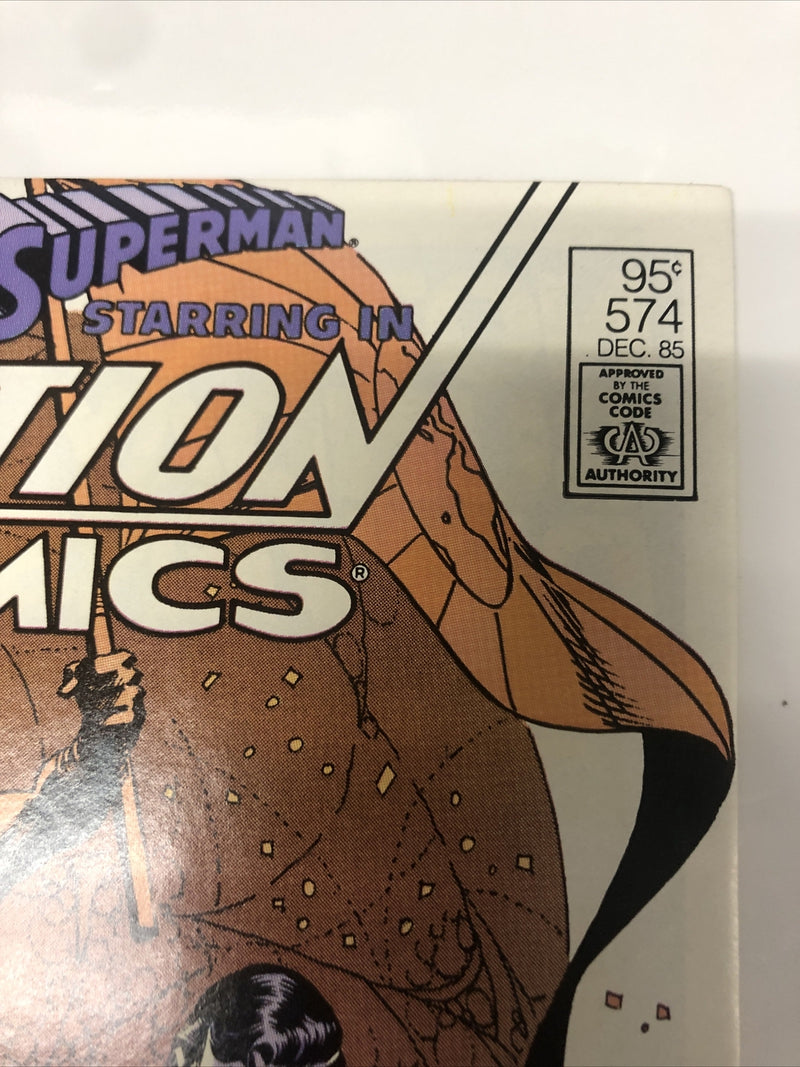 SUPERMAN
STARRING IN
TION
MICS®
95¢
574
DEC. 85
APPROVED
BY THE
COMICS
CODE
CA
AUTHORITY